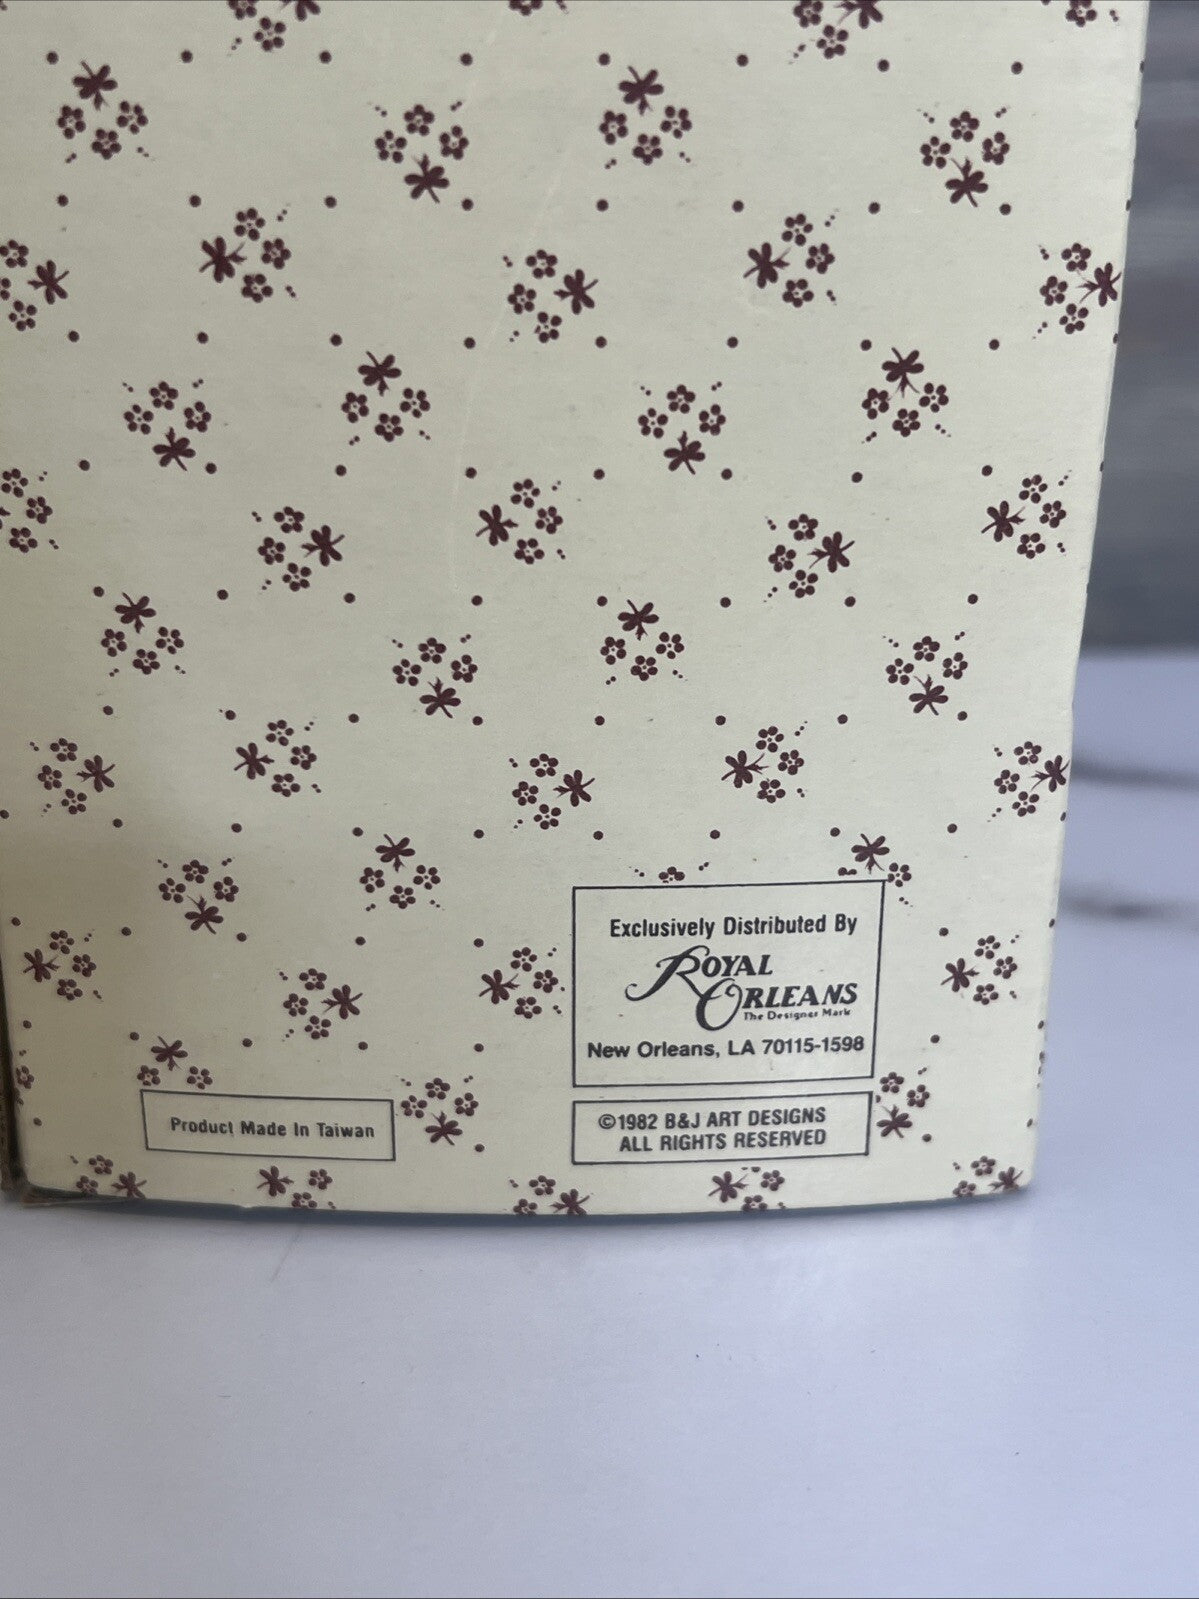 Exclusively Distributed By
ROYAL
ORLEANS
The Designer Mark
New Orleans, LA 70115-1598
Product Made In Taiwan
©1982 B&J ART DESIGNS
ALL RIGHTS RESERVED